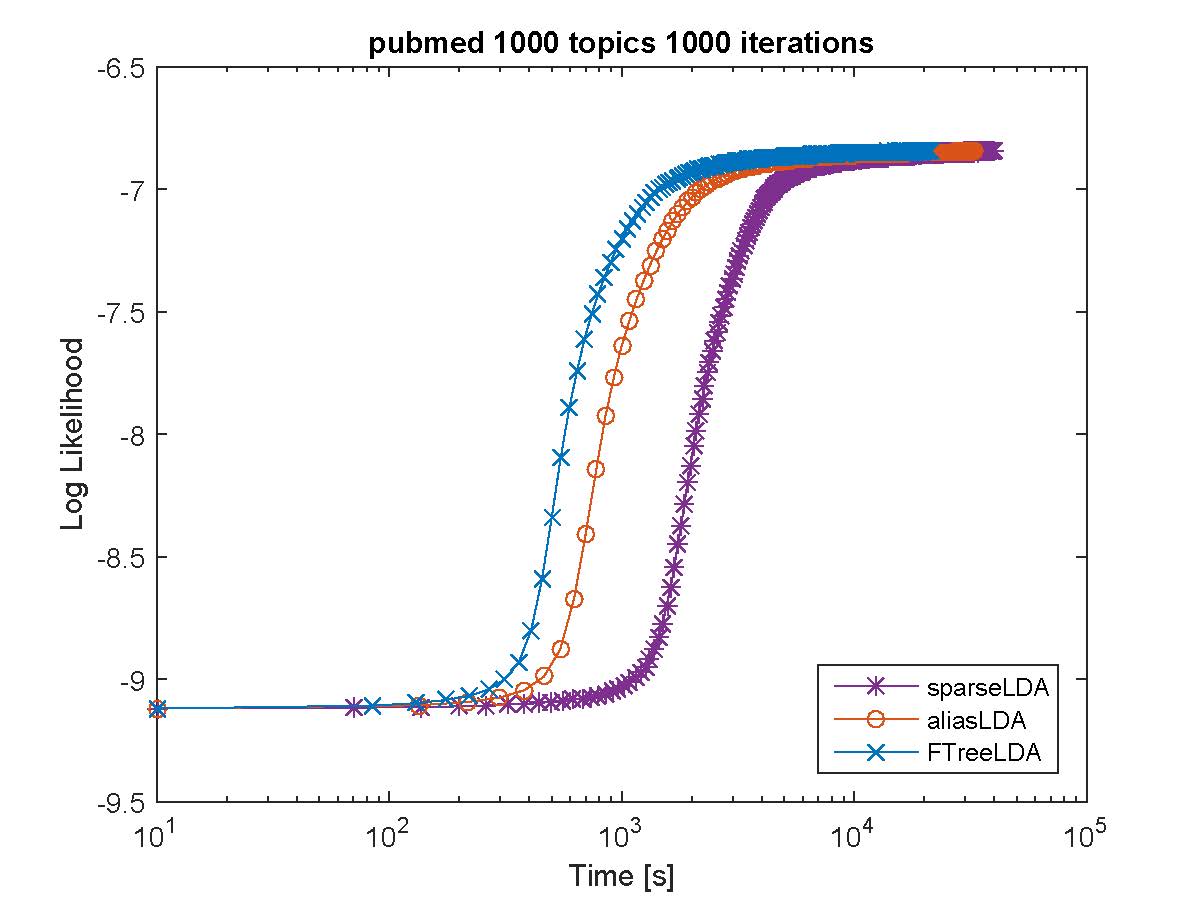 pubmed 1000 topics 1000 iterations
-6.5
-7
-7.5
-8
-8.5
-9
-9.5
Log Likelihood
10^1
10^2
10^3
10^4
10^5
Time [s]
sparseLDA
aliasLDA
FTreeLDA